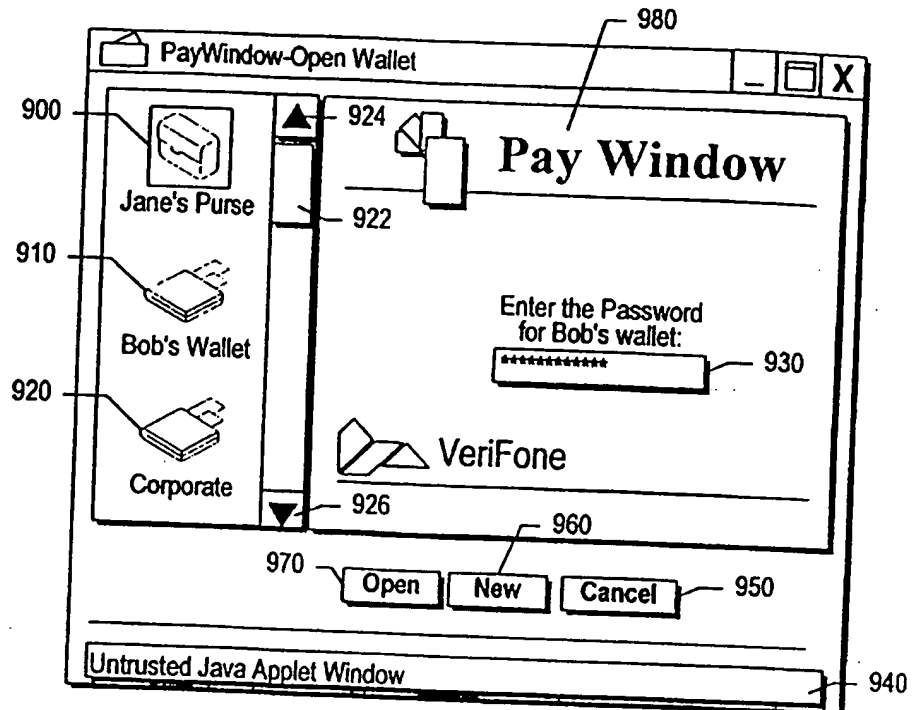 980
PayWindow-Open Wallet
_ X
900
924
Pay Window
Jane's Purse
922
910
Enter the Password
for Bob's wallet:
************
930
Bob's Wallet
920
VeriFone
Corporate
926
960
970
Open New Cancel
950
Untrusted Java Applet Window
940